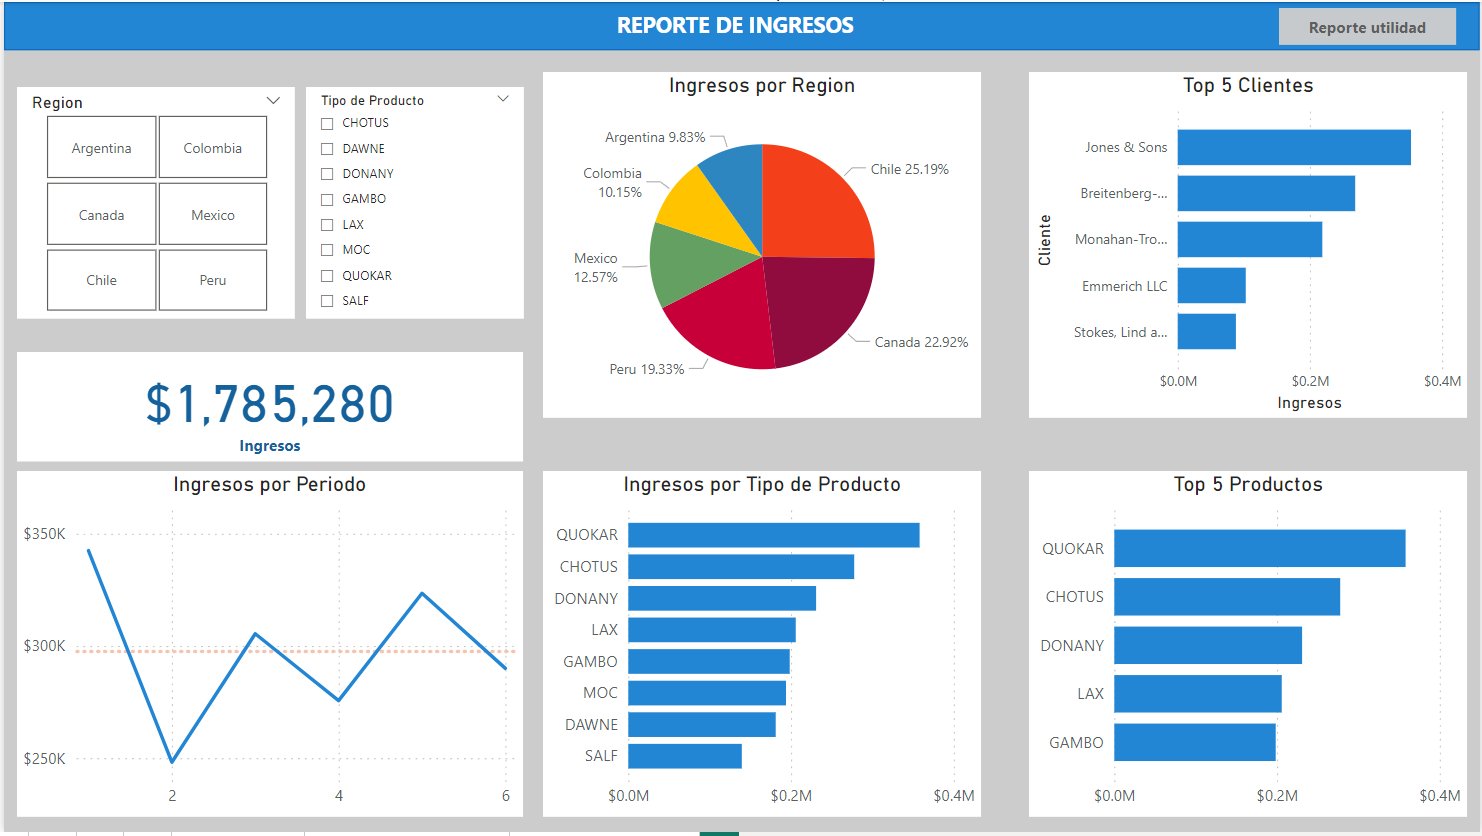 REPORTE DE INGRESOS
Reporte utilidad
Region
Argentina
Colombia
Canada
Mexico
Chile
Peru
Tipo de Producto
CHOTUS
DAWNE
DONANY
GAMBO
LAX
MOC
QUOKAR
SALF
$1,785,280
Ingresos
Ingresos por Region
Argentina 9.83%
Colombia
10.15%
Mexico
12.57%
Peru 19.33%
Chile 25.19%
Canada 22.92%
Top 5 Clientes
Cliente
Jones & Sons
Breitenberg-...
Monahan-Tro...
Emmerich LLC
Stokes, Lind a...
$0.0M
$0.2M
$0.4M
Ingresos
Ingresos por Periodo
$350K
$300K
$250K
2
4
6
Ingresos por Tipo de Producto
QUOKAR
CHOTUS
DONANY
LAX
GAMBO
MOC
DAWNE
SALF
$0.0M
$0.2M
$0.4M
Top 5 Productos
QUOKAR
CHOTUS
DONANY
LAX
GAMBO
$0.0M
$0.2M
$0.4M